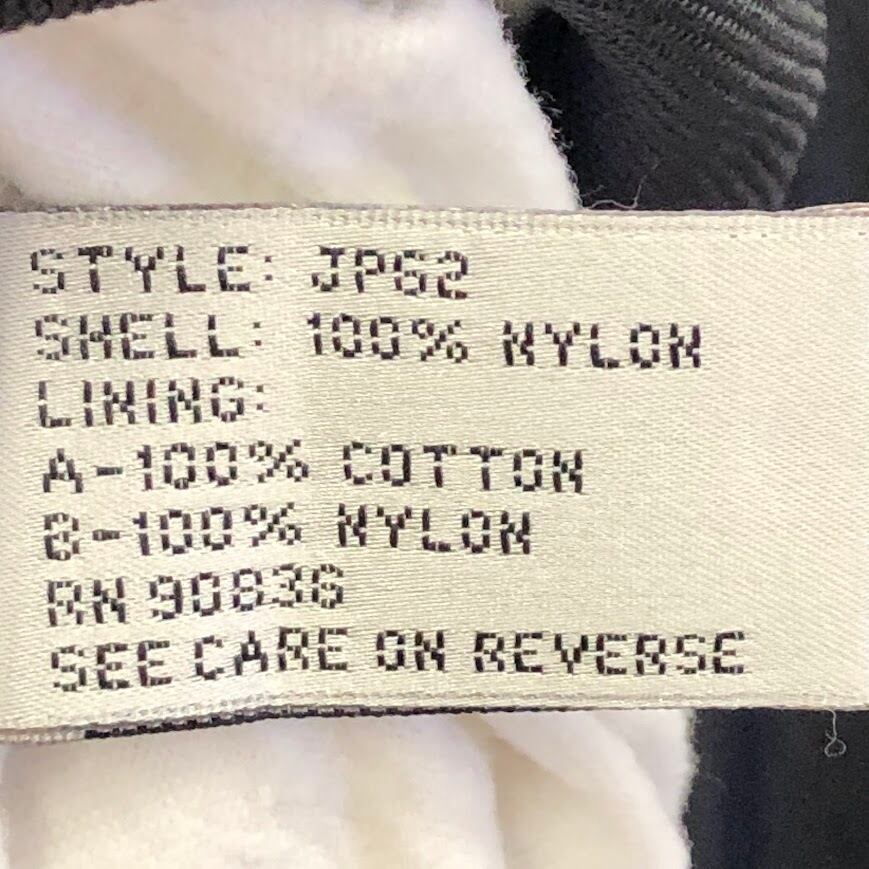 STYLE: JP62
SHELL: 100% NYLON
LINING:
A-100% COTTON
B-100% NYLON
RN 90836
SEE CARE ON REVERSE